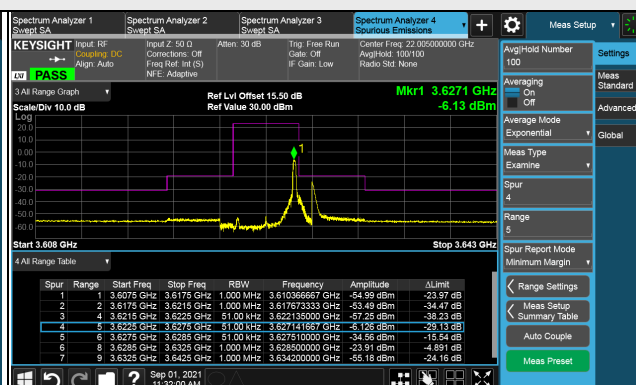 Spectrum Analyzer 1
Swept SA
Spectrum Analyzer 2
Swept SA
Spectrum Analyzer 3
Swept SA
Spectrum Analyzer 4
Spurious Emissions
Meas Setup
KEYSIGHT
Input: RF
Coupling: DC
Align: Auto
Input Z: 50 Ω
Corrections: Off
Freq Ref: Int (S)
NFE: Adaptive
Atten: 30 dB
Trig: Free Run
Gate: Off
IF Gain: Low
Center Freq: 22.005000000 GHz
Avg|Hold: 100/100
Radio Std: None
LXI
PASS
3 All Range Graph
Scale/Div 10.0 dB
Ref Lvl Offset 15.50 dB
Ref Value 30.00 dBm
Mkr1 3.6271 GHz
-6.13 dBm
Log
20.0
10.0
0.00
-10.0
-20.0
-30.0
-40.0
-50.0
-60.0
1
Start 3.608 GHz
Stop 3.643 GHz
4 All Range Table
Spur Range Start Freq Stop Freq RBW Frequency Amplitude ΔLimit
1 1 3.6075 GHz 3.6175 GHz 1.000 MHz 3.610366667 GHz -54.99 dBm -23.97 dB
2 2 3.6175 GHz 3.6215 GHz 1.000 MHz 3.617673333 GHz -53.49 dBm -34.47 dB
3 4 3.6215 GHz 3.6225 GHz 51.00 kHz 3.622135000 GHz -57.25 dBm -38.23 dB
4 5 3.6225 GHz 3.6275 GHz 51.00 kHz 3.627141667 GHz -6.126 dBm -29.13 dB
5 6 3.6275 GHz 3.6285 GHz 51.00 kHz 3.627510000 GHz -34.56 dBm -15.54 dB
6 8 3.6285 GHz 3.6325 GHz 1.000 MHz 3.628500000 GHz -23.91 dBm -4.891 dB
7 9 3.6325 GHz 3.6425 GHz 1.000 MHz 3.634200000 GHz -55.18 dBm -24.16 dB
Avg|Hold Number
100
Averaging
On
Off
Average Mode
Exponential
Meas Type
Examine
Spur
4
Range
5
Spur Report Mode
Minimum Margin
Range Settings
Meas Setup
Summary Table
Auto Couple
Meas Preset
Settings
Meas
Standard
Advanced
Global
Sep 01, 2021
11:32:00 AM